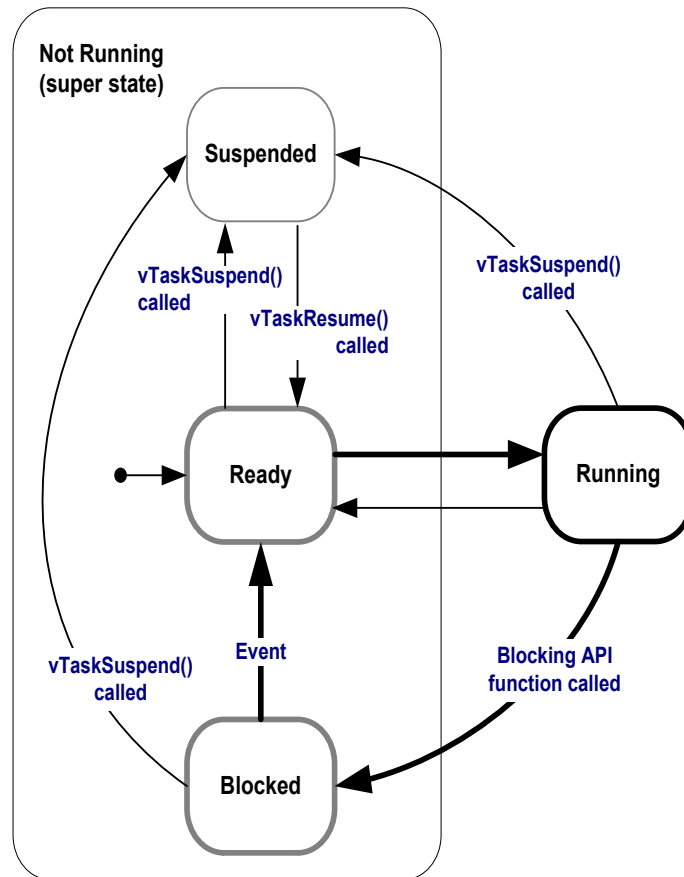 Not Running
(super state)
Suspended
vTaskSuspend()
called
vTaskSuspend()
called
vTaskResume()
called
Ready
Running
Event
vTaskSuspend()
called
Blocking API
function called
Blocked